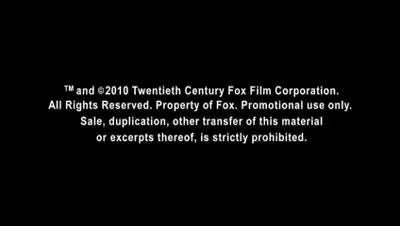 ™ and ©2010 Twentieth Century Fox Film Corporation.
All Rights Reserved. Property of Fox. Promotional use only.
Sale, duplication, other transfer of this material
or excerpts thereof, is strictly prohibited.